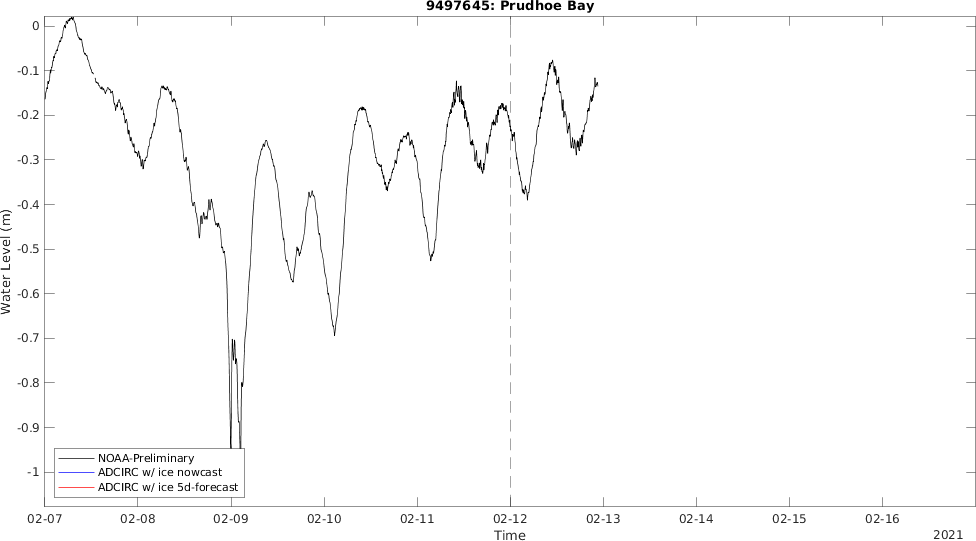 9497645: Prudhoe Bay
0
-0.1
-0.2
-0.3
-0.4
-0.5
-0.6
-0.7
-0.8
-0.9
-1
Water Level (m)
NOAA-Preliminary
ADCIRC w/ ice nowcast
ADCIRC w/ ice 5d-forecast
02-07 02-08 02-09 02-10 02-11 02-12 02-13 02-14 02-15 02-16
Time
2021